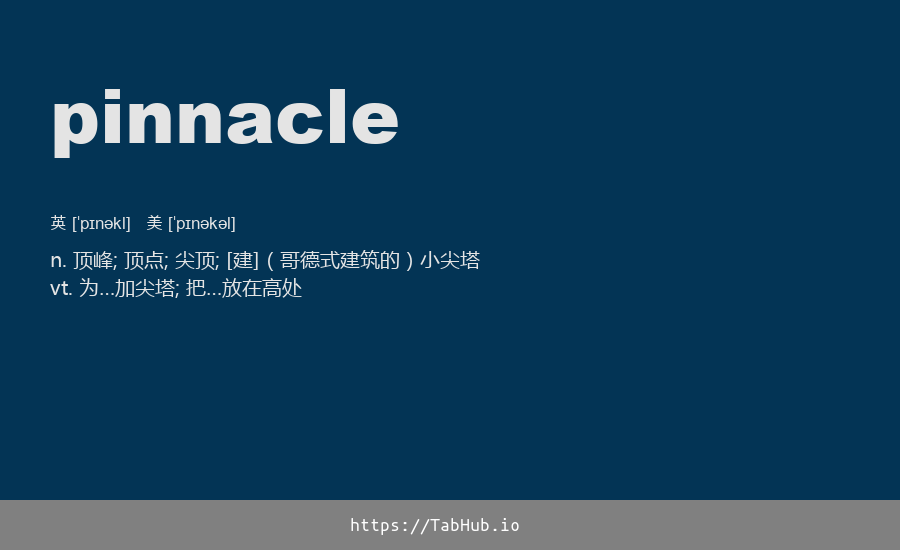 pinnacle
英 [ˈpɪnəkl] 美 [ˈpɪnəkəl]
n. 顶峰; 顶点; 尖顶; [建] ( 哥德式建筑的 ) 小尖塔
vt. 为...加尖塔; 把...放在高处
https://TabHub.io